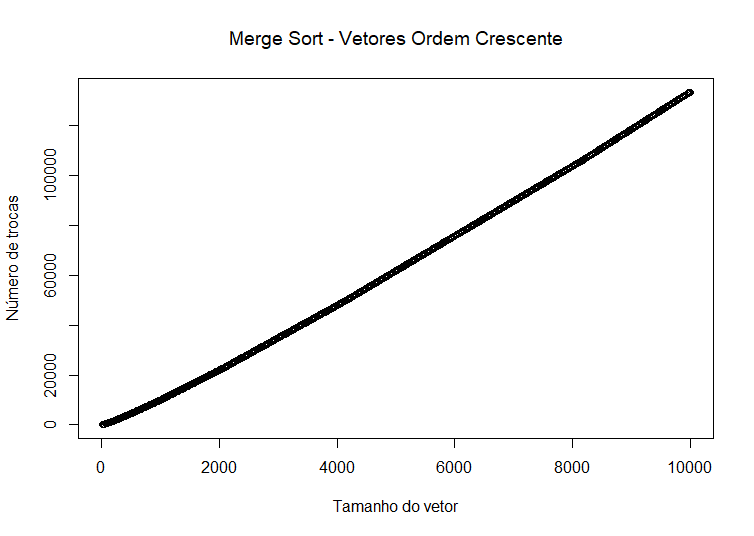 Merge Sort - Vetores Ordem Crescente
Número de trocas
100000
60000
20000
0
0 2000 4000 6000 8000 10000
Tamanho do vetor